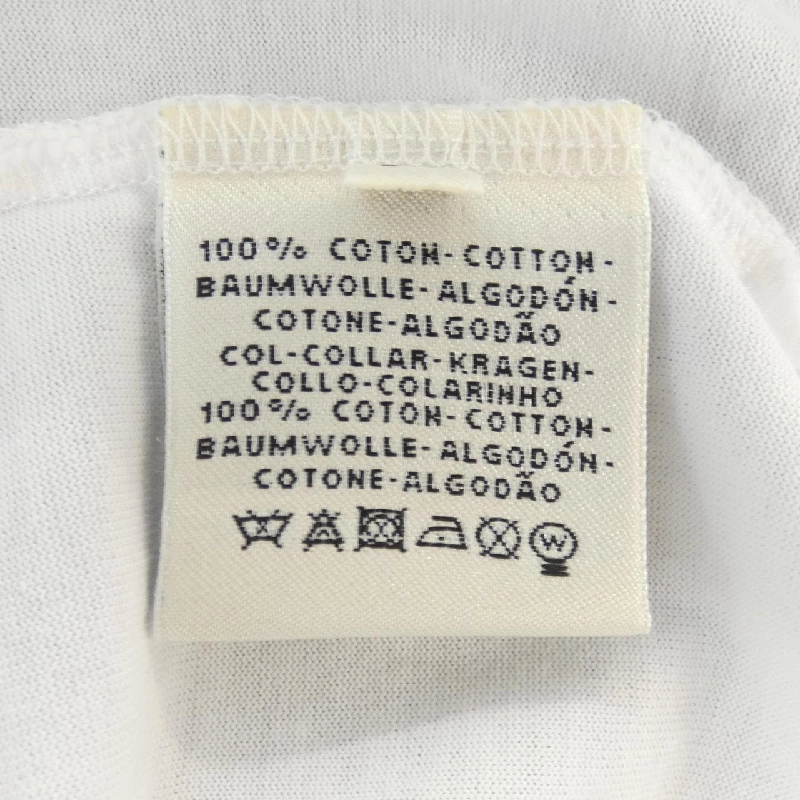 100% COTON-COTTON-
BAUMWOLLE-ALGODÓN-
COTONE-ALGODÃO
COL-COLLAR-KRAGEN-
COLLO-COLARINHO
100% COTON-COTTON-
BAUMWOLLE-ALGODÓN-
COTONE-ALGODÃO
W